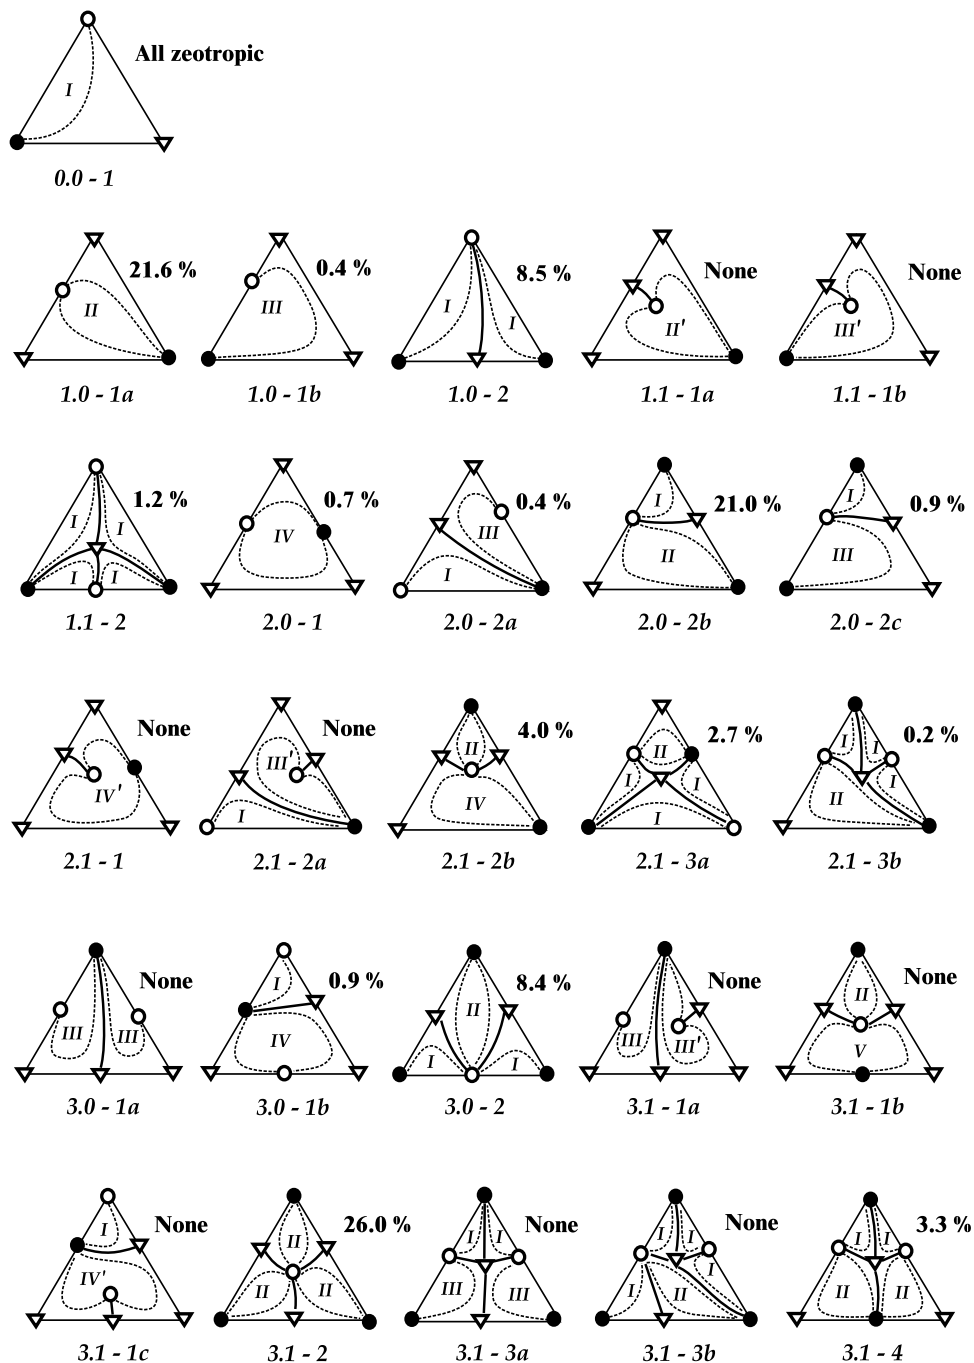 All zeotropic
I
0.0 - 1
21.6 % 0.4 % 8.5 % None None
II III I I II' III'
1.0 - 1a 1.0 - 1b 1.0 - 2 1.1 - 1a 1.1 - 1b
1.2 % 0.7 % 0.4 % 21.0 % 0.9 %
I I IV III I I
I I I II III
1.1 - 2 2.0 - 1 2.0 - 2a 2.0 - 2b 2.0 - 2c
None None 4.0 % 2.7 % 0.2 %
III' II II I I
IV' I IV I I I II I
2.1 - 1 2.1 - 2a 2.1 - 2b 2.1 - 3a 2.1 - 3b
None 0.9 % 8.4 % None None
I II II
III III IV I I III III' V
3.0 - 1a 3.0 - 1b 3.0 - 2 3.1 - 1a 3.1 - 1b
None 26.0 % None None 3.3 %
I II I I I I I I
IV' II II III III I II I II II
3.1 - 1c 3.1 - 2 3.1 - 3a 3.1 - 3b 3.1 - 4